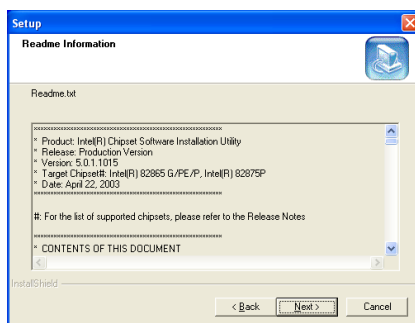 Setup
Readme Information
Readme.txt
************************************************************
* Product: Intel(R) Chipset Software Installation Utility
* Release: Production Version
* Version: 5.0.1.1015
* Target Chipset#: Intel(R) 82865 G/PE/P, Intel(R) 82875P
* Date: April 22, 2003
************************************************************
#: For the list of supported chipsets, please refer to the Release Notes
************************************************************
* CONTENTS OF THIS DOCUMENT
InstallShield
< Back
Next >
Cancel